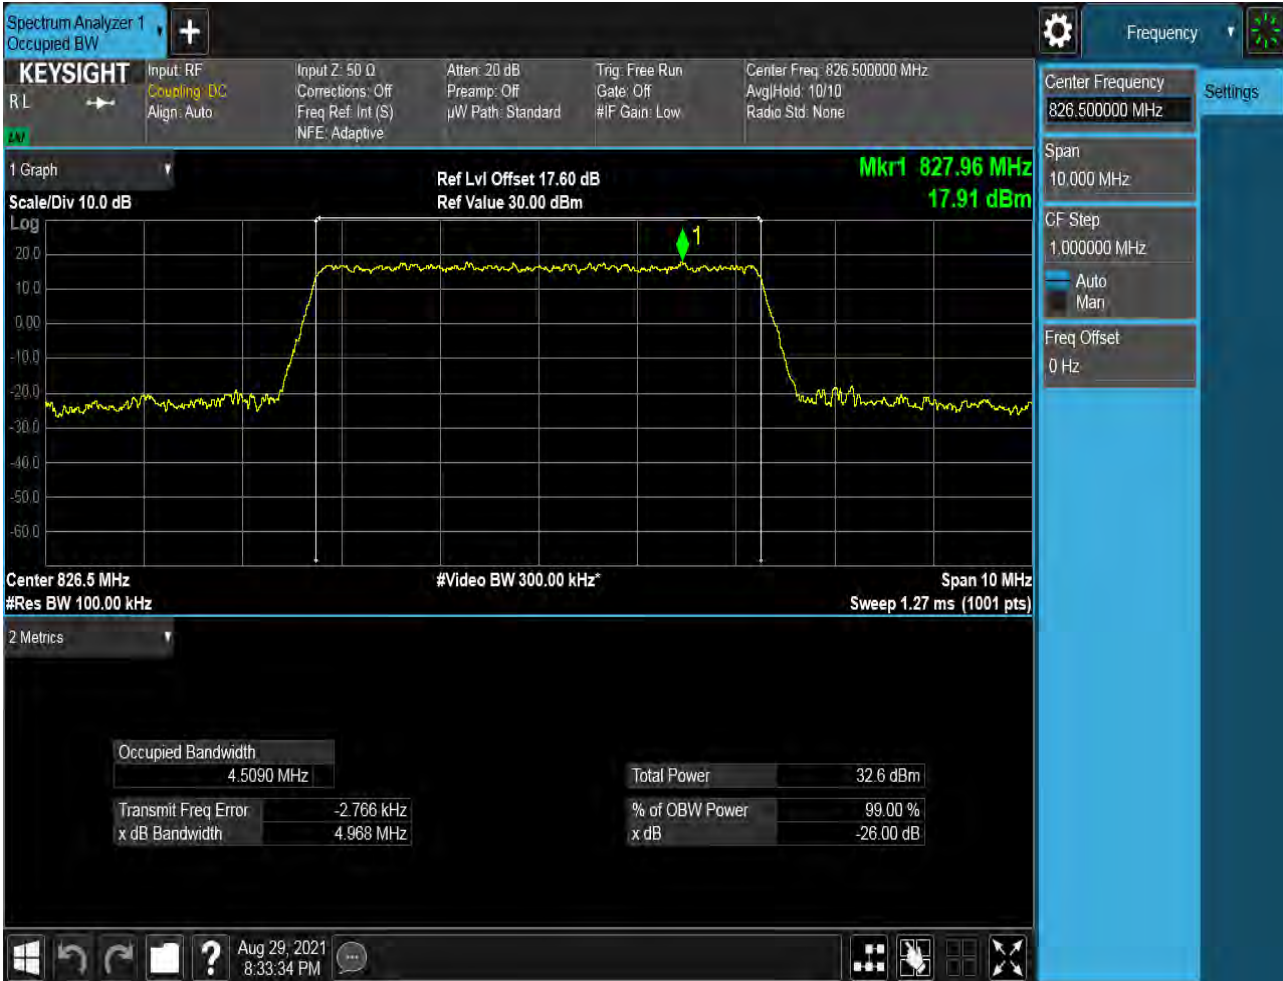 Spectrum Analyzer 1
Occupied BW
Frequency
KEYSIGHT
R L
Input: RF
Coupling: DC
Align: Auto
Input Z: 50 Ω
Corrections: Off
Freq Ref: Int (S)
NFE: Adaptive
Atten: 20 dB
Preamp: Off
µW Path: Standard
Trig: Free Run
Gate: Off
#IF Gain: Low
Center Freq: 826.500000 MHz
Avg|Hold: 10/10
Radio Std: None
Center Frequency
826.500000 MHz
Settings
Span
10.000 MHz
CF Step
1.000000 MHz
Auto
Man
Freq Offset
0 Hz
1 Graph
Scale/Div 10.0 dB
Ref Lvl Offset 17.60 dB
Ref Value 30.00 dBm
Mkr1 827.96 MHz
17.91 dBm
Log
20.0
10.0
0.00
-10.0
-20.0
-30.0
-40.0
-50.0
-60.0
1
Center 826.5 MHz
#Video BW 300.00 kHz*
Span 10 MHz
#Res BW 100.00 kHz
Sweep 1.27 ms (1001 pts)
2 Metrics
Occupied Bandwidth
4.5090 MHz
Total Power 32.6 dBm
Transmit Freq Error -2.766 kHz
% of OBW Power 99.00 %
x dB Bandwidth 4.968 MHz
x dB -26.00 dB
Aug 29, 2021
8:33:34 PM